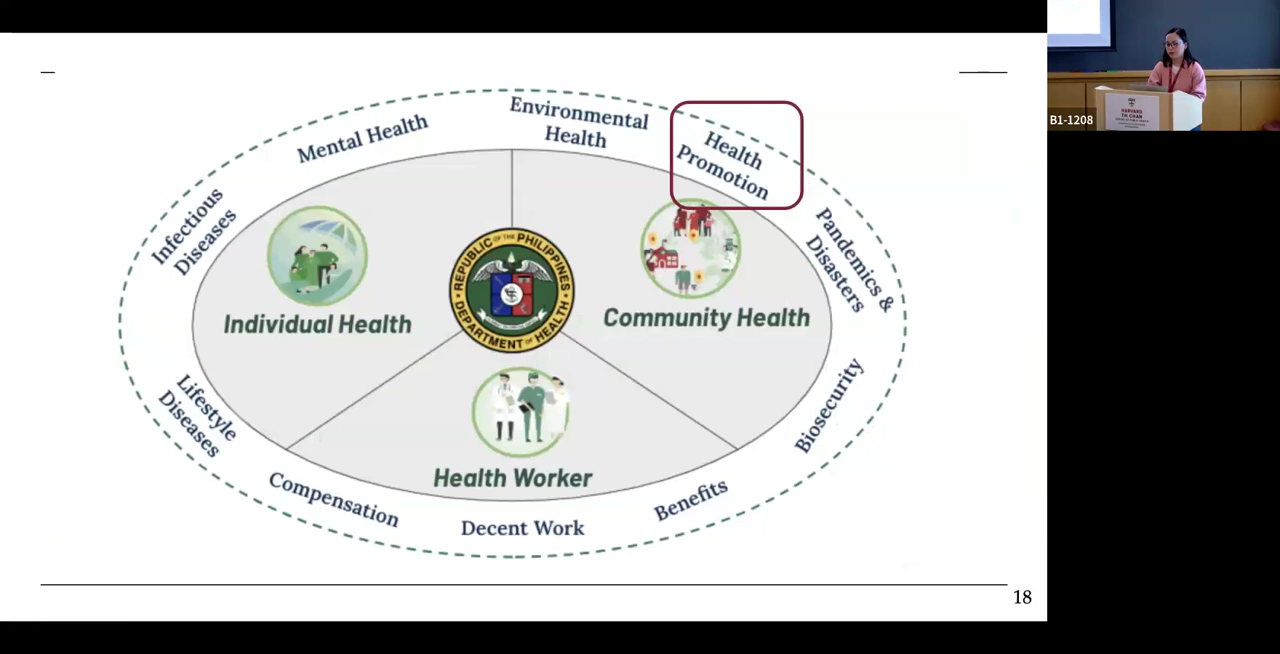 Mental Health
Environmental
Health
Health
Promotion
Infectious
Diseases
Pandemics &
Disasters
REPUBLIC OF THE PHILIPPINES
DEPARTMENT OF HEALTH
Individual Health
Community Health
Lifestyle
Diseases
Biosecurity
Health Worker
Compensation
Decent Work
Benefits
18
B1-1208
HARVARD
T.H. CHAN